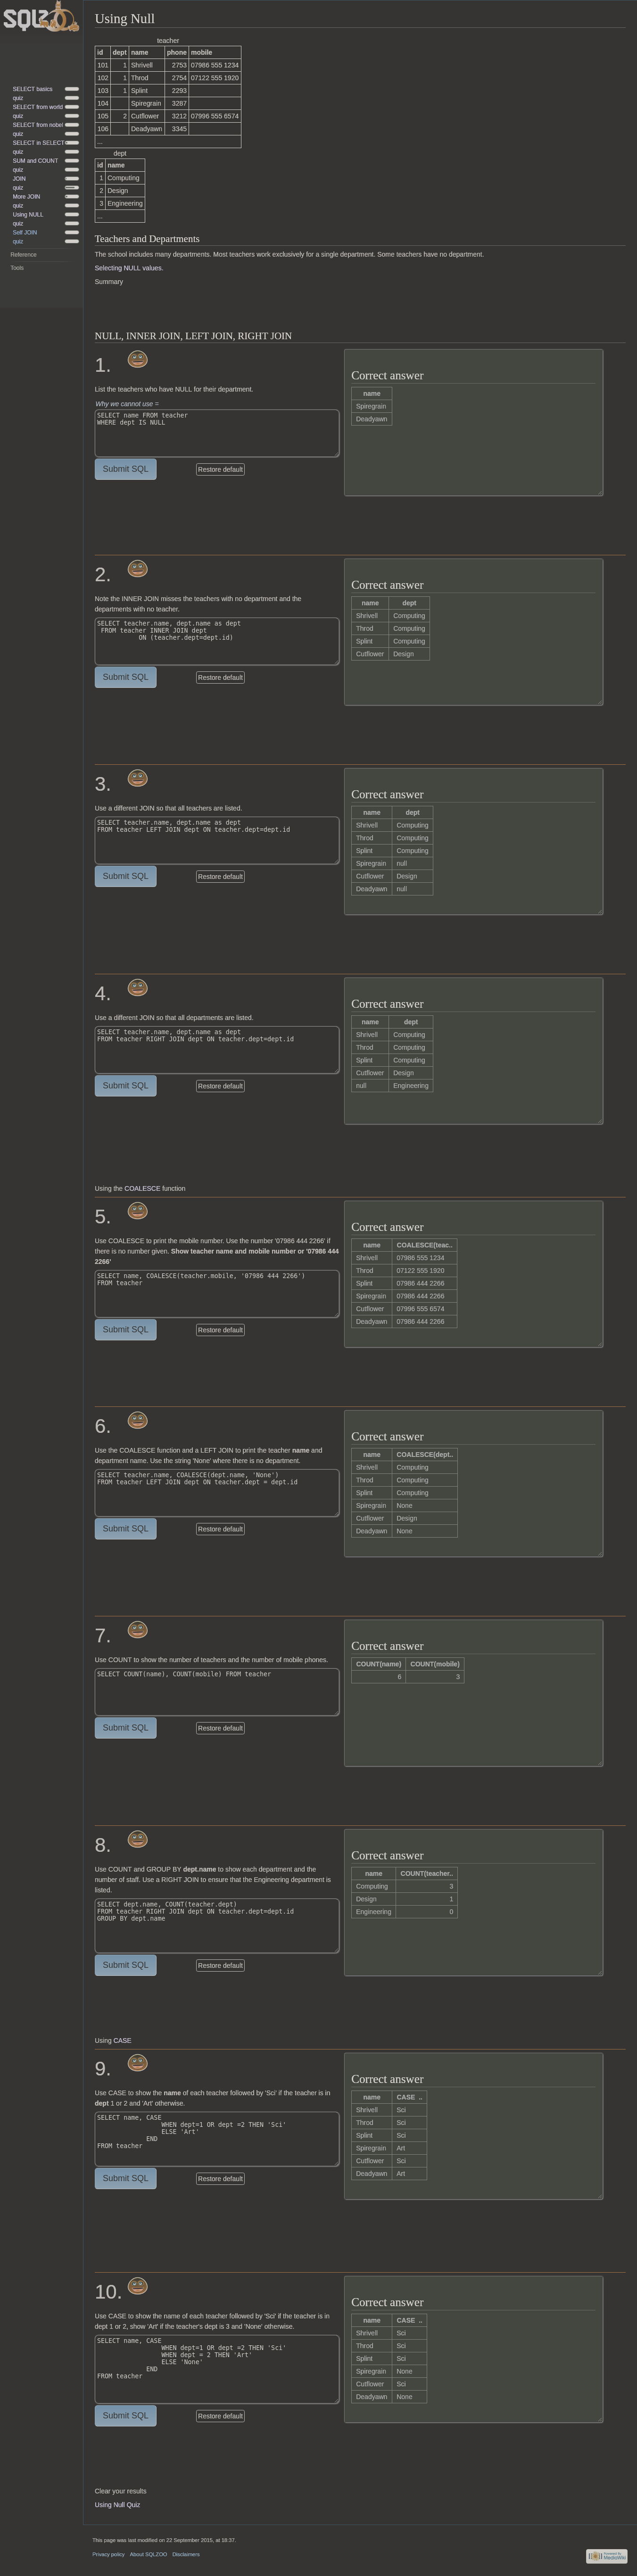 SQLZOO
SELECT basics
quiz
SELECT from world
quiz
SELECT from nobel
quiz
SELECT in SELECT
quiz
SUM and COUNT
quiz
JOIN
quiz
More JOIN
quiz
Using NULL
quiz
Self JOIN
quiz
Reference
Tools
Using Null
teacher
id dept name phone mobile
101 1 Shrivell 2753 07986 555 1234
102 1 Throd 2754 07122 555 1920
103 1 Splint 2293
104 Spiregrain 3287
105 2 Cutflower 3212 07996 555 6574
106 Deadyawn 3345
...
dept
id name
1 Computing
2 Design
3 Engineering
...
Teachers and Departments
The school includes many departments. Most teachers work exclusively for a single department. Some teachers have no department.
Selecting NULL values.
Summary
NULL, INNER JOIN, LEFT JOIN, RIGHT JOIN
1.
List the teachers who have NULL for their department.
Why we cannot use =
SELECT name FROM teacher
WHERE dept IS NULL
Submit SQL
Restore default
Correct answer
name
Spiregrain
Deadyawn
2.
Note the INNER JOIN misses the teachers with no department and the
departments with no teacher.
SELECT teacher.name, dept.name as dept
FROM teacher INNER JOIN dept
ON (teacher.dept=dept.id)
Submit SQL
Restore default
Correct answer
name dept
Shrivell Computing
Throd Computing
Splint Computing
Cutflower Design
3.
Use a different JOIN so that all teachers are listed.
SELECT teacher.name, dept.name as dept
FROM teacher LEFT JOIN dept ON teacher.dept=dept.id
Submit SQL
Restore default
Correct answer
name dept
Shrivell Computing
Throd Computing
Splint Computing
Spiregrain null
Cutflower Design
Deadyawn null
4.
Use a different JOIN so that all departments are listed.
SELECT teacher.name, dept.name as dept
FROM teacher RIGHT JOIN dept ON teacher.dept=dept.id
Submit SQL
Restore default
Correct answer
name dept
Shrivell Computing
Throd Computing
Splint Computing
Cutflower Design
null Engineering
Using the COALESCE function
5.
Use COALESCE to print the mobile number. Use the number '07986 444 2266' if
there is no number given. Show teacher name and mobile number or '07986 444
2266'
SELECT name, COALESCE(teacher.mobile, '07986 444 2266')
FROM teacher
Submit SQL
Restore default
Correct answer
name COALESCE(teac..
Shrivell 07986 555 1234
Throd 07122 555 1920
Splint 07986 444 2266
Spiregrain 07986 444 2266
Cutflower 07996 555 6574
Deadyawn 07986 444 2266
6.
Use the COALESCE function and a LEFT JOIN to print the teacher name and
department name. Use the string 'None' where there is no department.
SELECT teacher.name, COALESCE(dept.name, 'None')
FROM teacher LEFT JOIN dept ON teacher.dept = dept.id
Submit SQL
Restore default
Correct answer
name COALESCE(dept..
Shrivell Computing
Throd Computing
Splint Computing
Spiregrain None
Cutflower Design
Deadyawn None
7.
Use COUNT to show the number of teachers and the number of mobile phones.
SELECT COUNT(name), COUNT(mobile) FROM teacher
Submit SQL
Restore default
Correct answer
COUNT(name) COUNT(mobile)
6 3
8.
Use COUNT and GROUP BY dept.name to show each department and the
number of staff. Use a RIGHT JOIN to ensure that the Engineering department is
listed.
SELECT dept.name, COUNT(teacher.dept)
FROM teacher RIGHT JOIN dept ON teacher.dept=dept.id
GROUP BY dept.name
Submit SQL
Restore default
Correct answer
name COUNT(teacher..
Computing 3
Design 1
Engineering 0
Using CASE
9.
Use CASE to show the name of each teacher followed by 'Sci' if the teacher is in
dept 1 or 2 and 'Art' otherwise.
SELECT name, CASE
WHEN dept=1 OR dept =2 THEN 'Sci'
ELSE 'Art'
END
FROM teacher
Submit SQL
Restore default
Correct answer
name CASE ..
Shrivell Sci
Throd Sci
Splint Sci
Spiregrain Art
Cutflower Sci
Deadyawn Art
10.
Use CASE to show the name of each teacher followed by 'Sci' if the teacher is in
dept 1 or 2, show 'Art' if the teacher's dept is 3 and 'None' otherwise.
SELECT name, CASE
WHEN dept=1 OR dept =2 THEN 'Sci'
WHEN dept = 2 THEN 'Art'
ELSE 'None'
END
FROM teacher
Submit SQL
Restore default
Correct answer
name CASE ..
Shrivell Sci
Throd Sci
Splint Sci
Spiregrain None
Cutflower Sci
Deadyawn None
Clear your results
Using Null Quiz
This page was last modified on 22 September 2015, at 18:37.
Privacy policy About SQLZOO Disclaimers
Powered by
MediaWiki